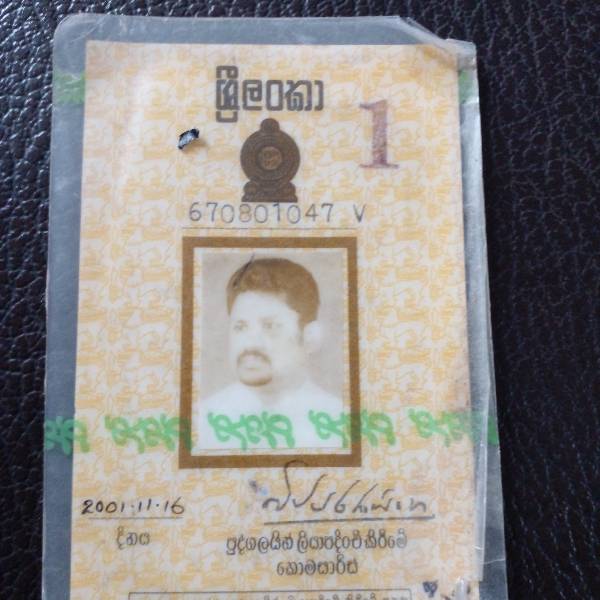 ශ්‍රී ලංකා
1
670801047 V
2001.11.16
දිනය
පුද්ගලයින් ලියාපදිංචි කිරීමේ
කොමසාරිස්